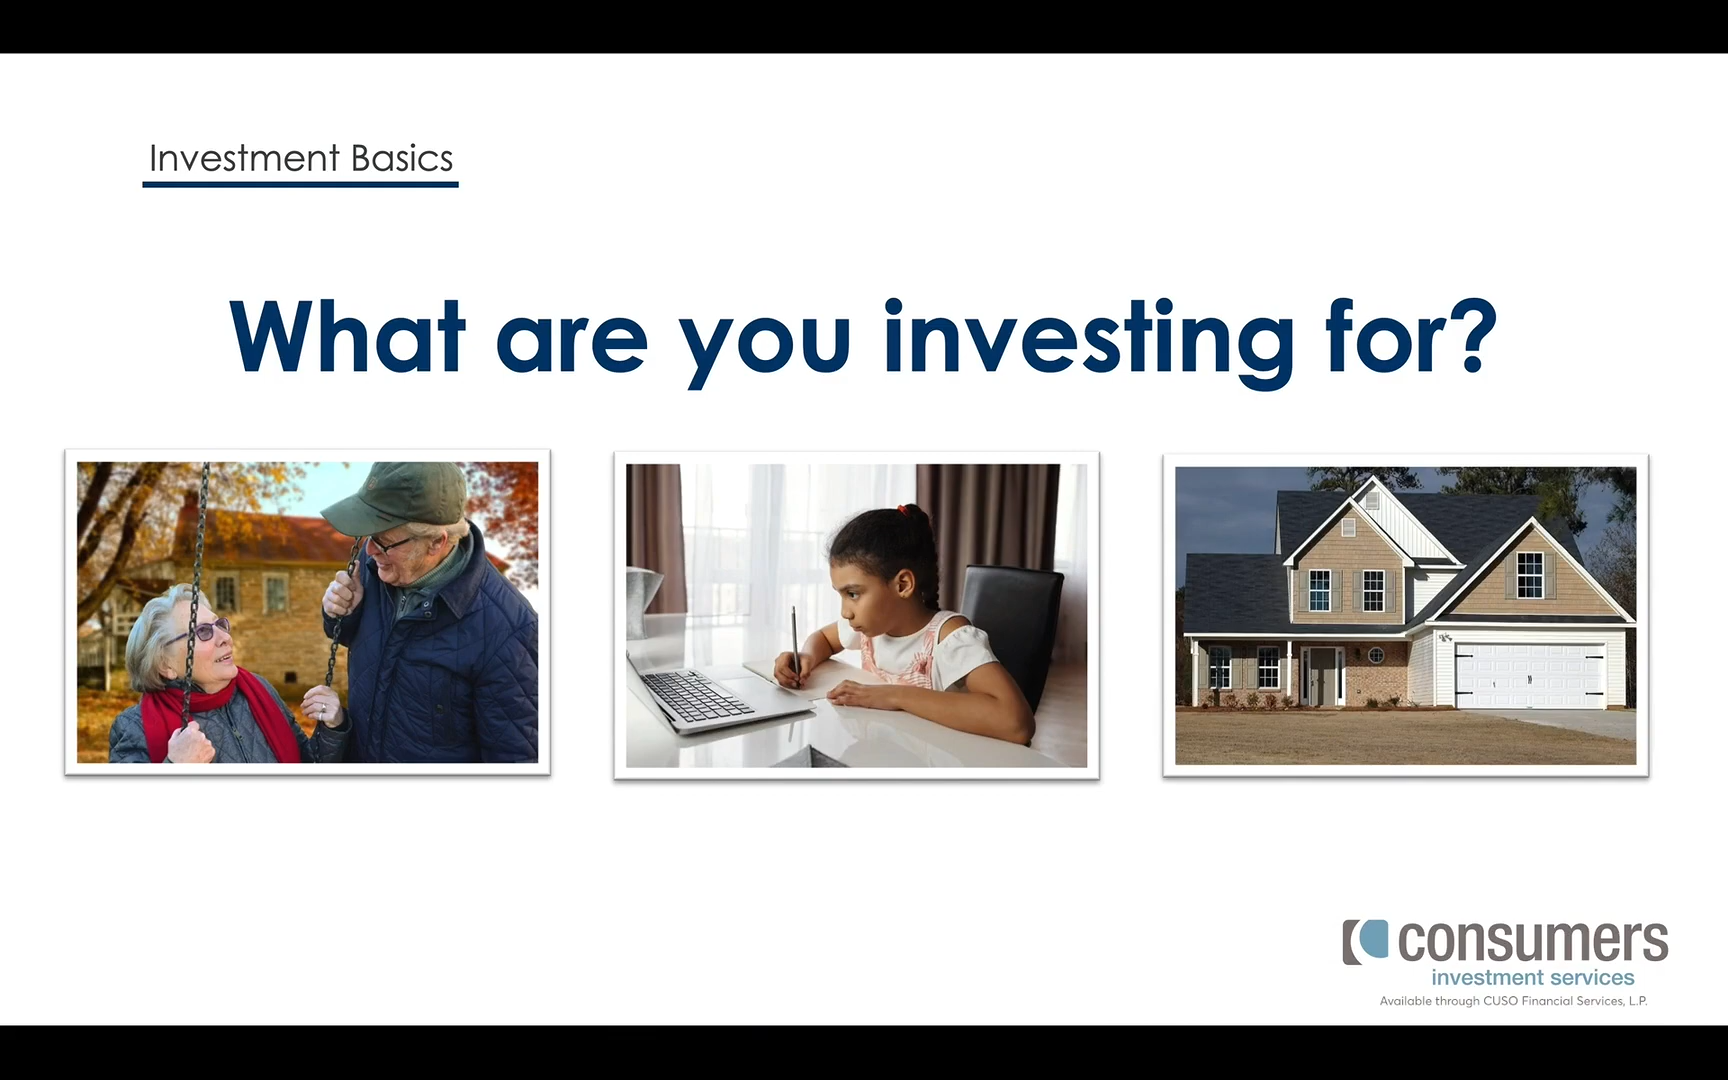 Investment Basics
What are you investing for?
consumers
investment services
Available through CUSO Financial Services, L.P.